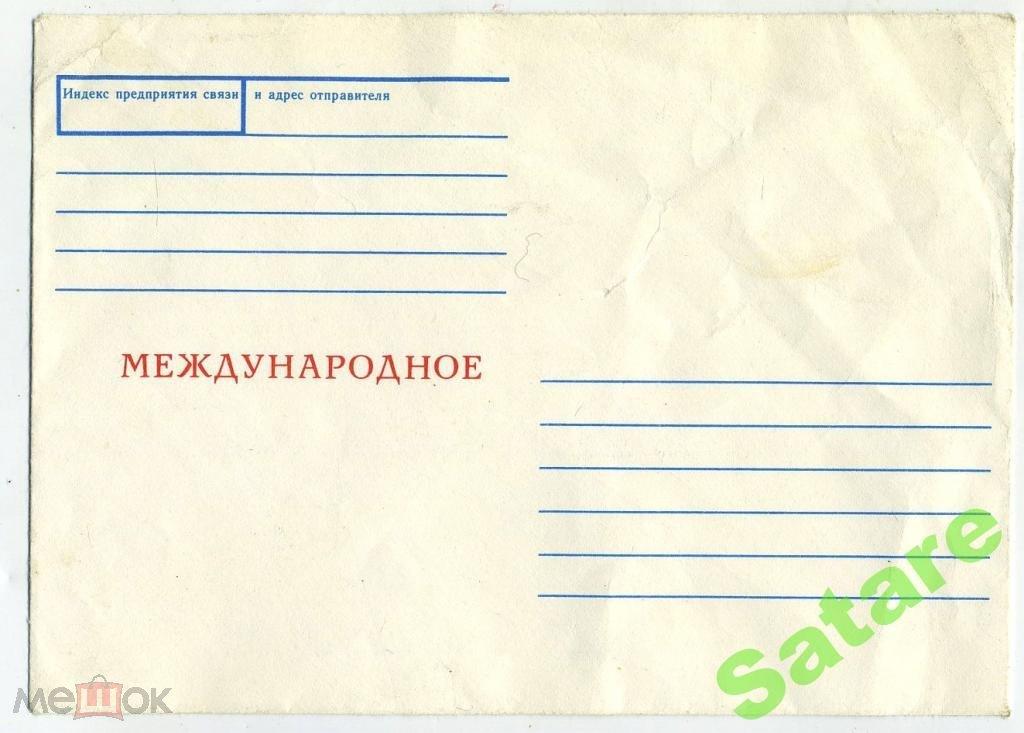 Индекс предприятия связи и адрес отправителя
МЕЖДУНАРОДНОЕ
Satare
мешок